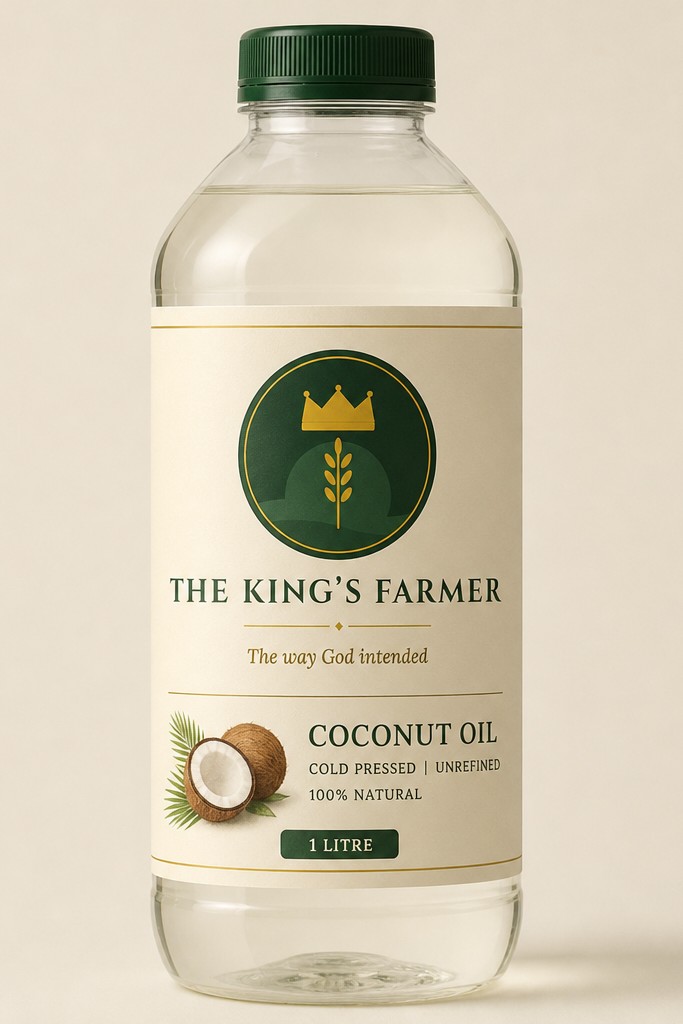 THE KING'S FARMER
The way God intended
COCONUT OIL
COLD PRESSED | UNREFINED
100% NATURAL
1 LITRE